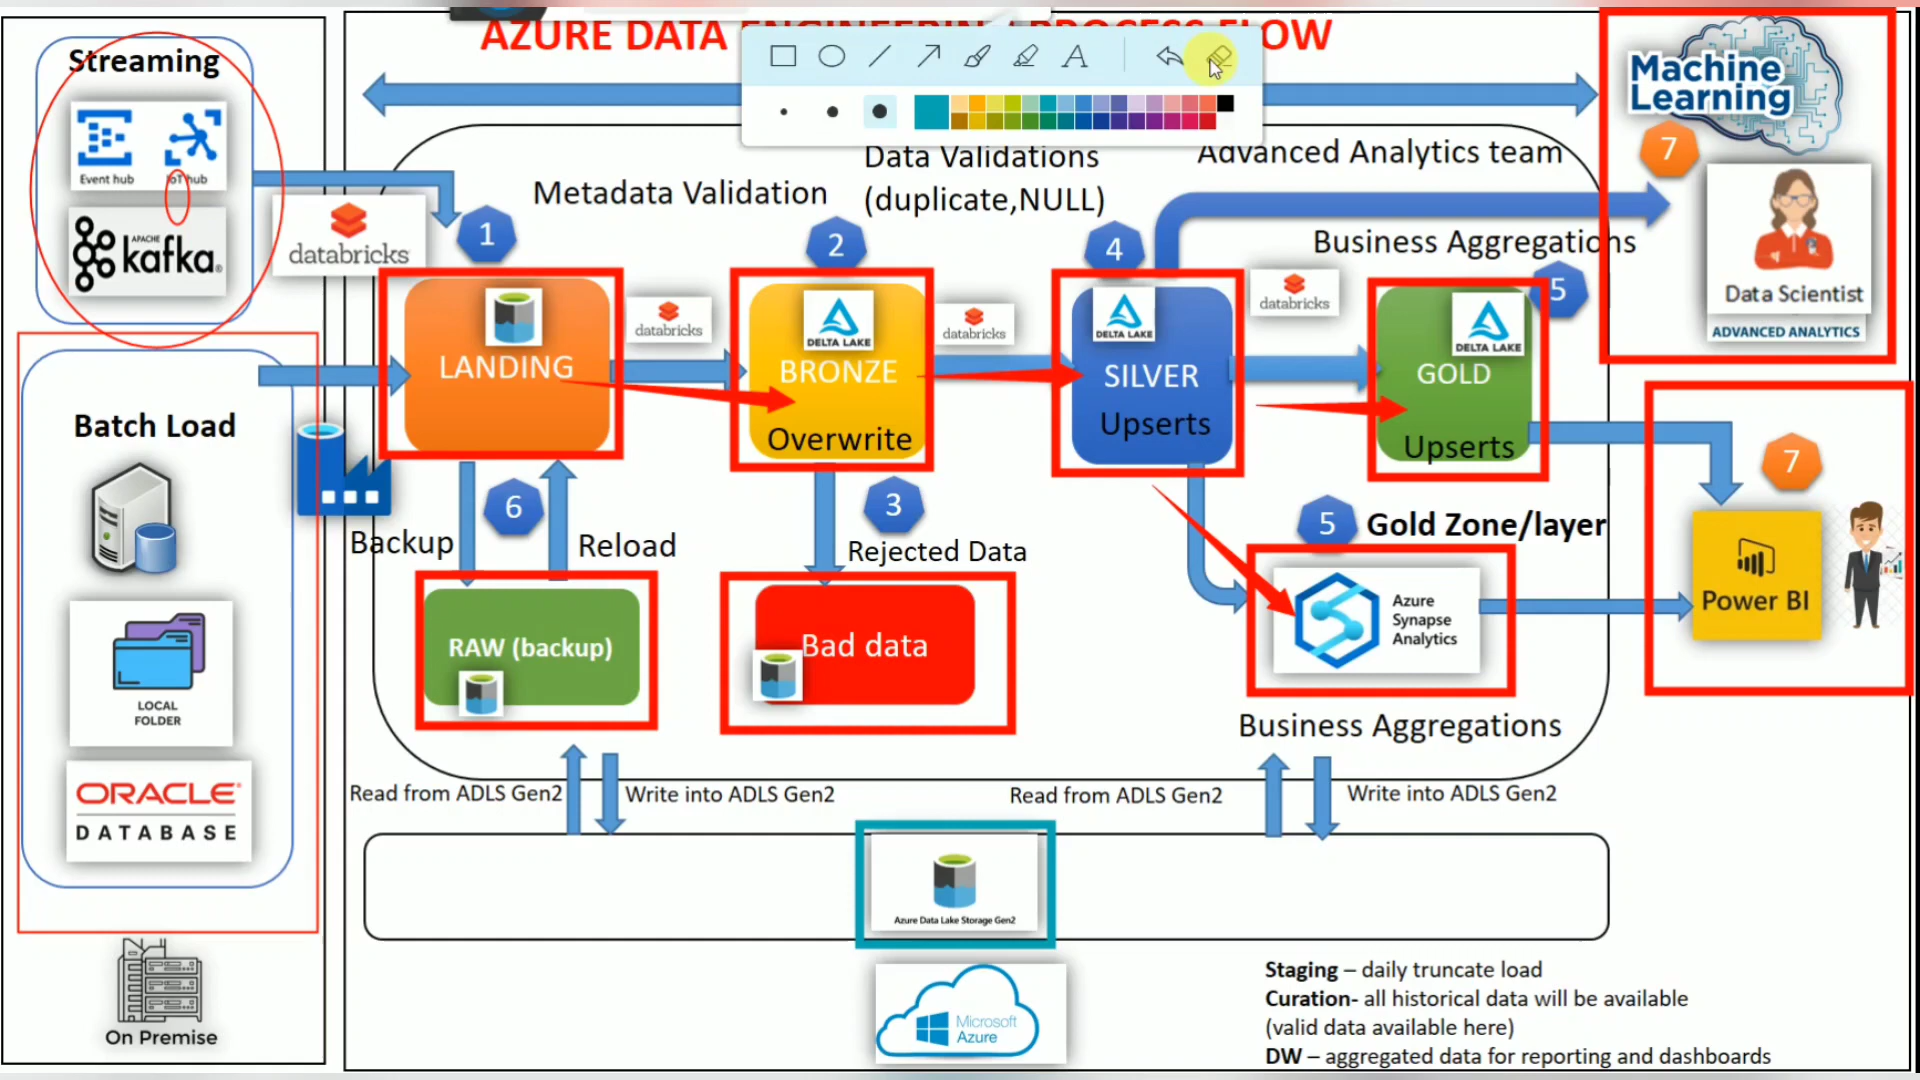 AZURE DATA
OW
Streaming
Event hub
IoT hub
APACHE
kafka
databricks
Batch Load
LOCAL
FOLDER
ORACLE
DATABASE
On Premise
Metadata Validation
Data Validations
(duplicate,NULL)
Advanced Analytics team
Business Aggregations
1
2
4
5
LANDING
databricks
DELTA LAKE
BRONZE
Overwrite
databricks
DELTA LAKE
SILVER
Upserts
databricks
DELTA LAKE
GOLD
Upserts
Backup
6
Reload
3
Rejected Data
RAW (backup)
Bad data
5
Gold Zone/layer
Azure
Synapse
Analytics
Business Aggregations
Machine
Learning
7
Data Scientist
ADVANCED ANALYTICS
7
Power BI
Read from ADLS Gen2
Write into ADLS Gen2
Read from ADLS Gen2
Write into ADLS Gen2
Azure Data Lake Storage Gen2
Microsoft
Azure
Staging – daily truncate load
Curation- all historical data will be available
(valid data available here)
DW – aggregated data for reporting and dashboards
A